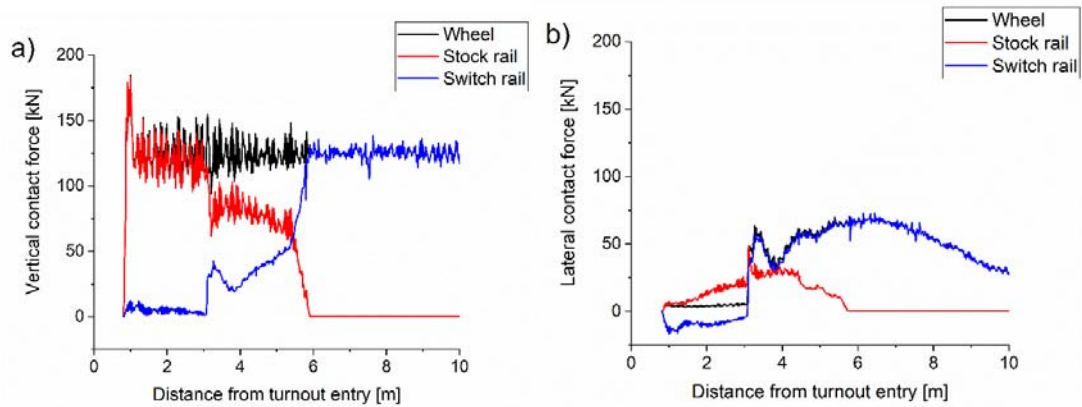 a)
Wheel
Stock rail
Switch rail
200
150
100
50
0
Vertical contact force [kN]
0 2 4 6 8 10
Distance from turnout entry [m]
b)
Wheel
Stock rail
Switch rail
200
150
100
50
0
Lateral contact force [kN]
0 2 4 6 8 10
Distance from turnout entry [m]